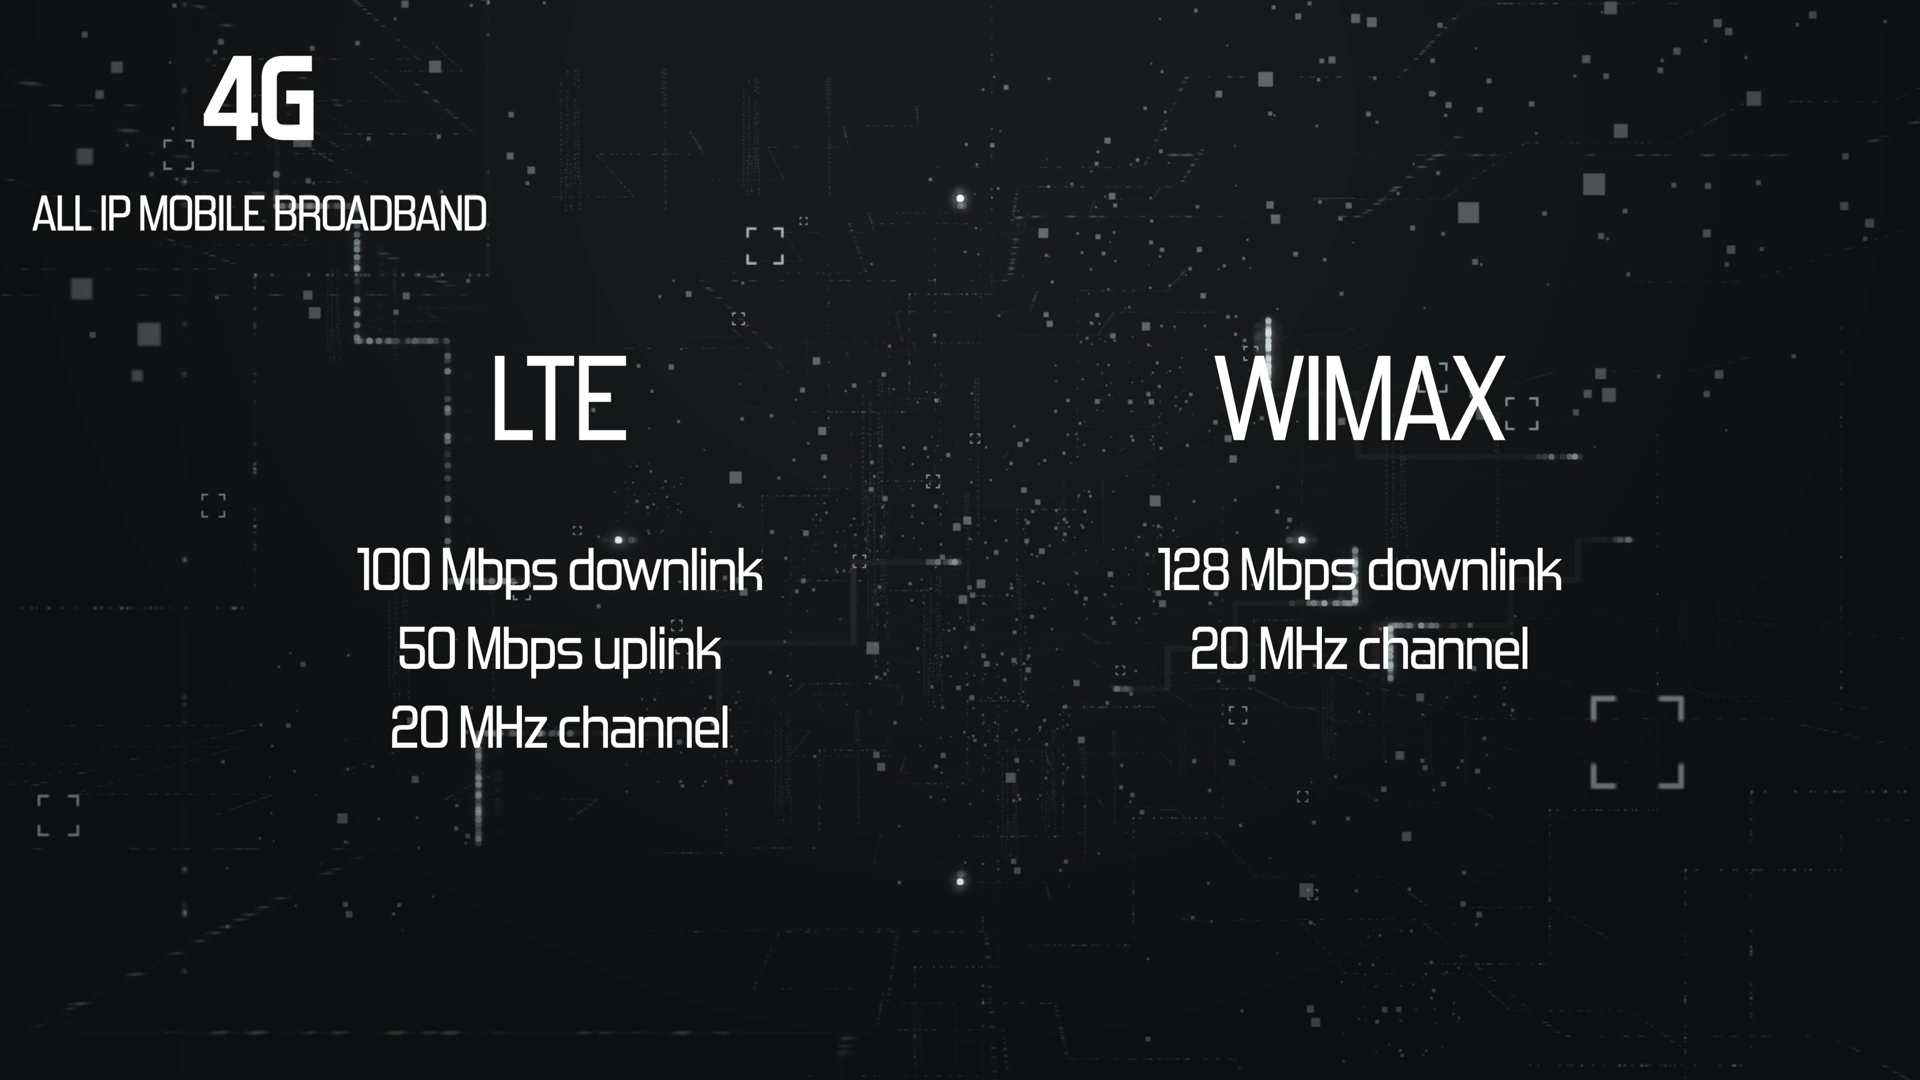 4G
ALL IP MOBILE BROADBAND
LTE
100 Mbps downlink
50 Mbps uplink
20 MHz channel
WIMAX
128 Mbps downlink
20 MHz channel